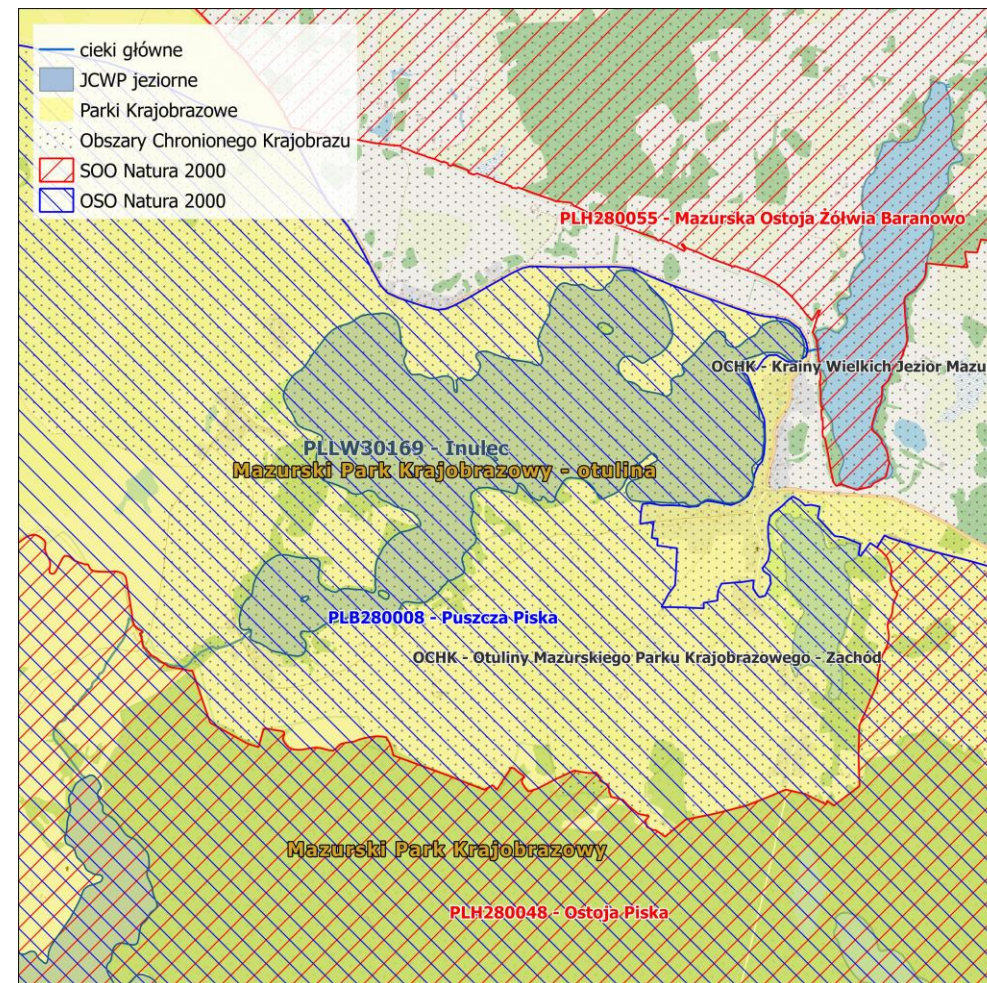 cieki główne
JCWP jeziorne
Parki Krajobrazowe
Obszary Chronionego Krajobrazu
SOO Natura 2000
OSO Natura 2000
PLH280055 - Mazurska Ostoja Żółwia Baranowo
OCHK - Krainy Wielkich Jezior Mazu
PLLW30169 - Inulec
Mazurski Park Krajobrazowy - otulina
PLB280008 - Puszcza Piska
OCHK - Otuliny Mazurskiego Parku Krajobrazowego - Zachód
Mazurski Park Krajobrazowy
PLH280048 - Ostoja Piska